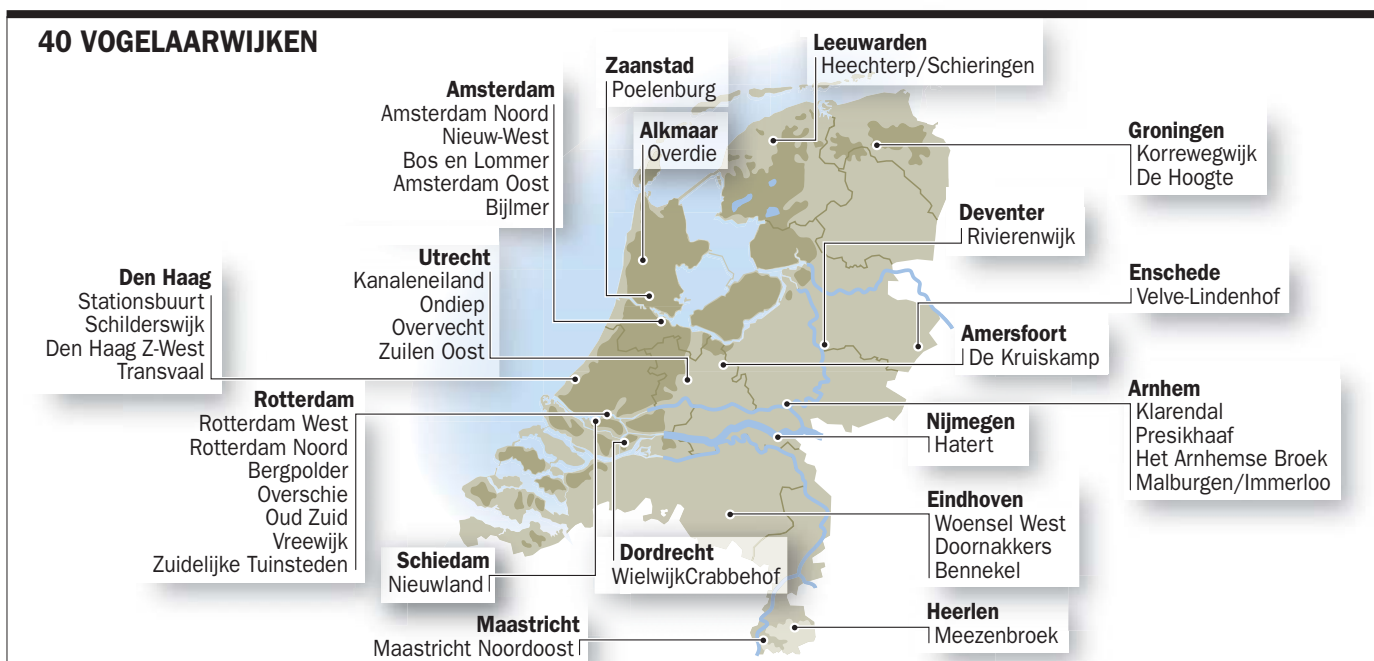 40 VOGELAARWIJKEN
Leeuwarden
Heechterp/Schieringen
Zaanstad
Poelenburg
Amsterdam
Amsterdam Noord
Nieuw-West
Bos en Lommer
Amsterdam Oost
Bijlmer
Alkmaar
Overdie
Groningen
Korrewegwijk
De Hoogte
Deventer
Rivierenwijk
Utrecht
Kanaleneiland
Ondiep
Overvecht
Zuilen Oost
Den Haag
Stationsbuurt
Schilderswijk
Den Haag Z-West
Transvaal
Enschede
Velve-Lindenhof
Amersfoort
De Kruiskamp
Rotterdam
Rotterdam West
Rotterdam Noord
Bergpolder
Overschie
Oud Zuid
Vreewijk
Zuidelijke Tuinsteden
Arnhem
Klarendal
Presikhaaf
Het Arnhemse Broek
Malburgen/Immerloo
Nijmegen
Hatert
Eindhoven
Woensel West
Doornakkers
Bennekel
Schiedam
Nieuwland
Dordrecht
WielwijkCrabbehof
Heerlen
Meezenbroek
Maastricht
Maastricht Noordoost